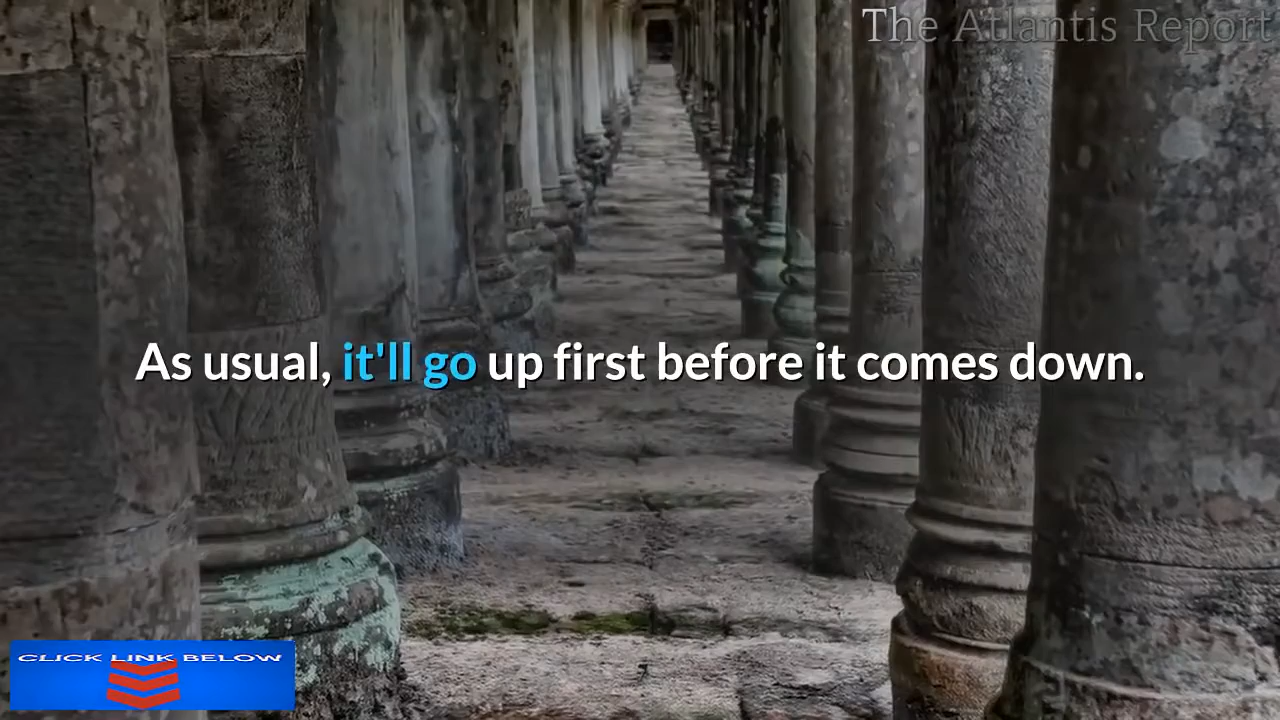 The Atlantis Report
As usual, it'll go up first before it comes down.
CLICK LINK BELOW